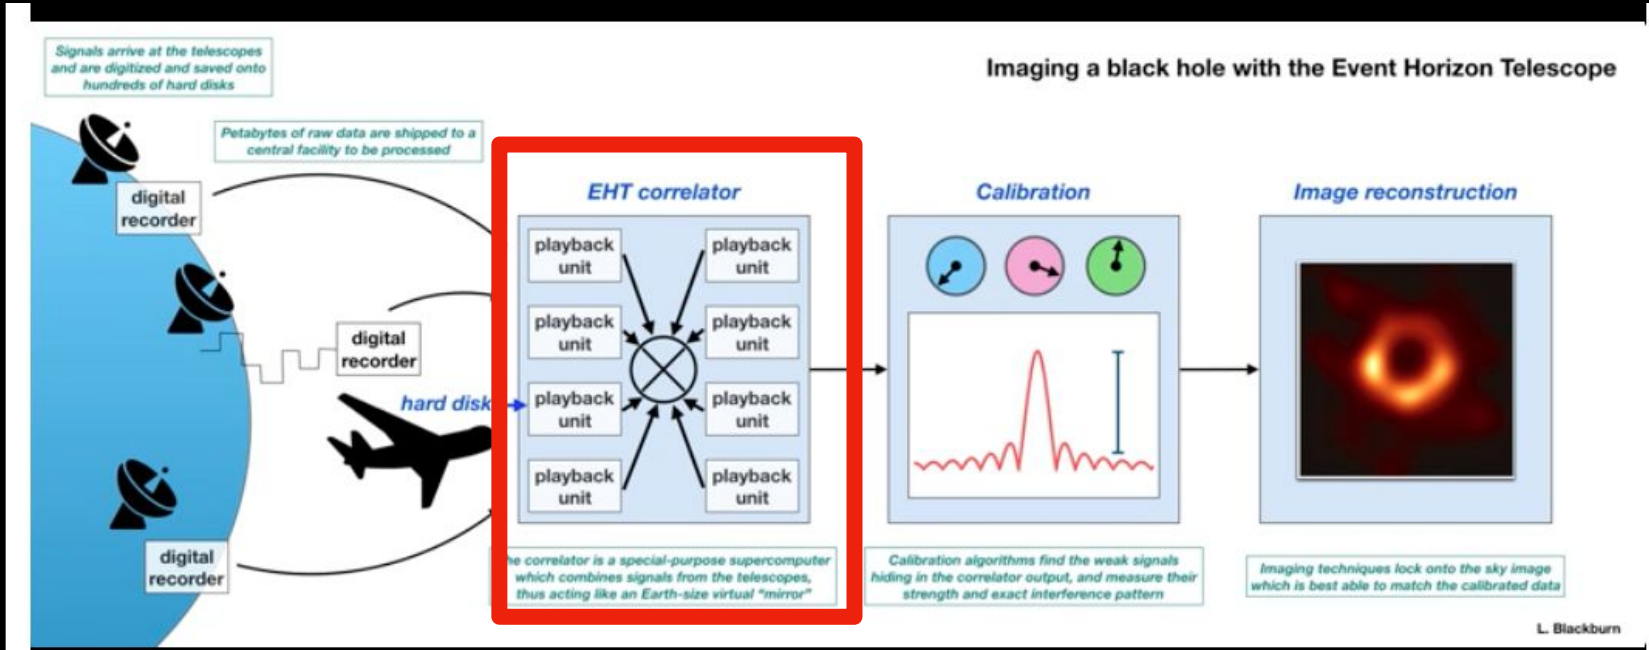 Signals arrive at the telescopes
and are digitized and saved onto
hundreds of hard disks
Imaging a black hole with the Event Horizon Telescope
Petabytes of raw data are shipped to a
central facility to be processed
digital
recorder
digital
recorder
hard disk
digital
recorder
EHT correlator
playback
unit
playback
unit
playback
unit
playback
unit
playback
unit
playback
unit
playback
unit
playback
unit
he correlator is a special-purpose supercomputer
which combines signals from the telescopes,
thus acting like an Earth-size virtual “mirror”
Calibration
Calibration algorithms find the weak signals
hiding in the correlator output, and measure their
strength and exact interference pattern
Image reconstruction
Imaging techniques lock onto the sky image
which is best able to match the calibrated data
L. Blackburn